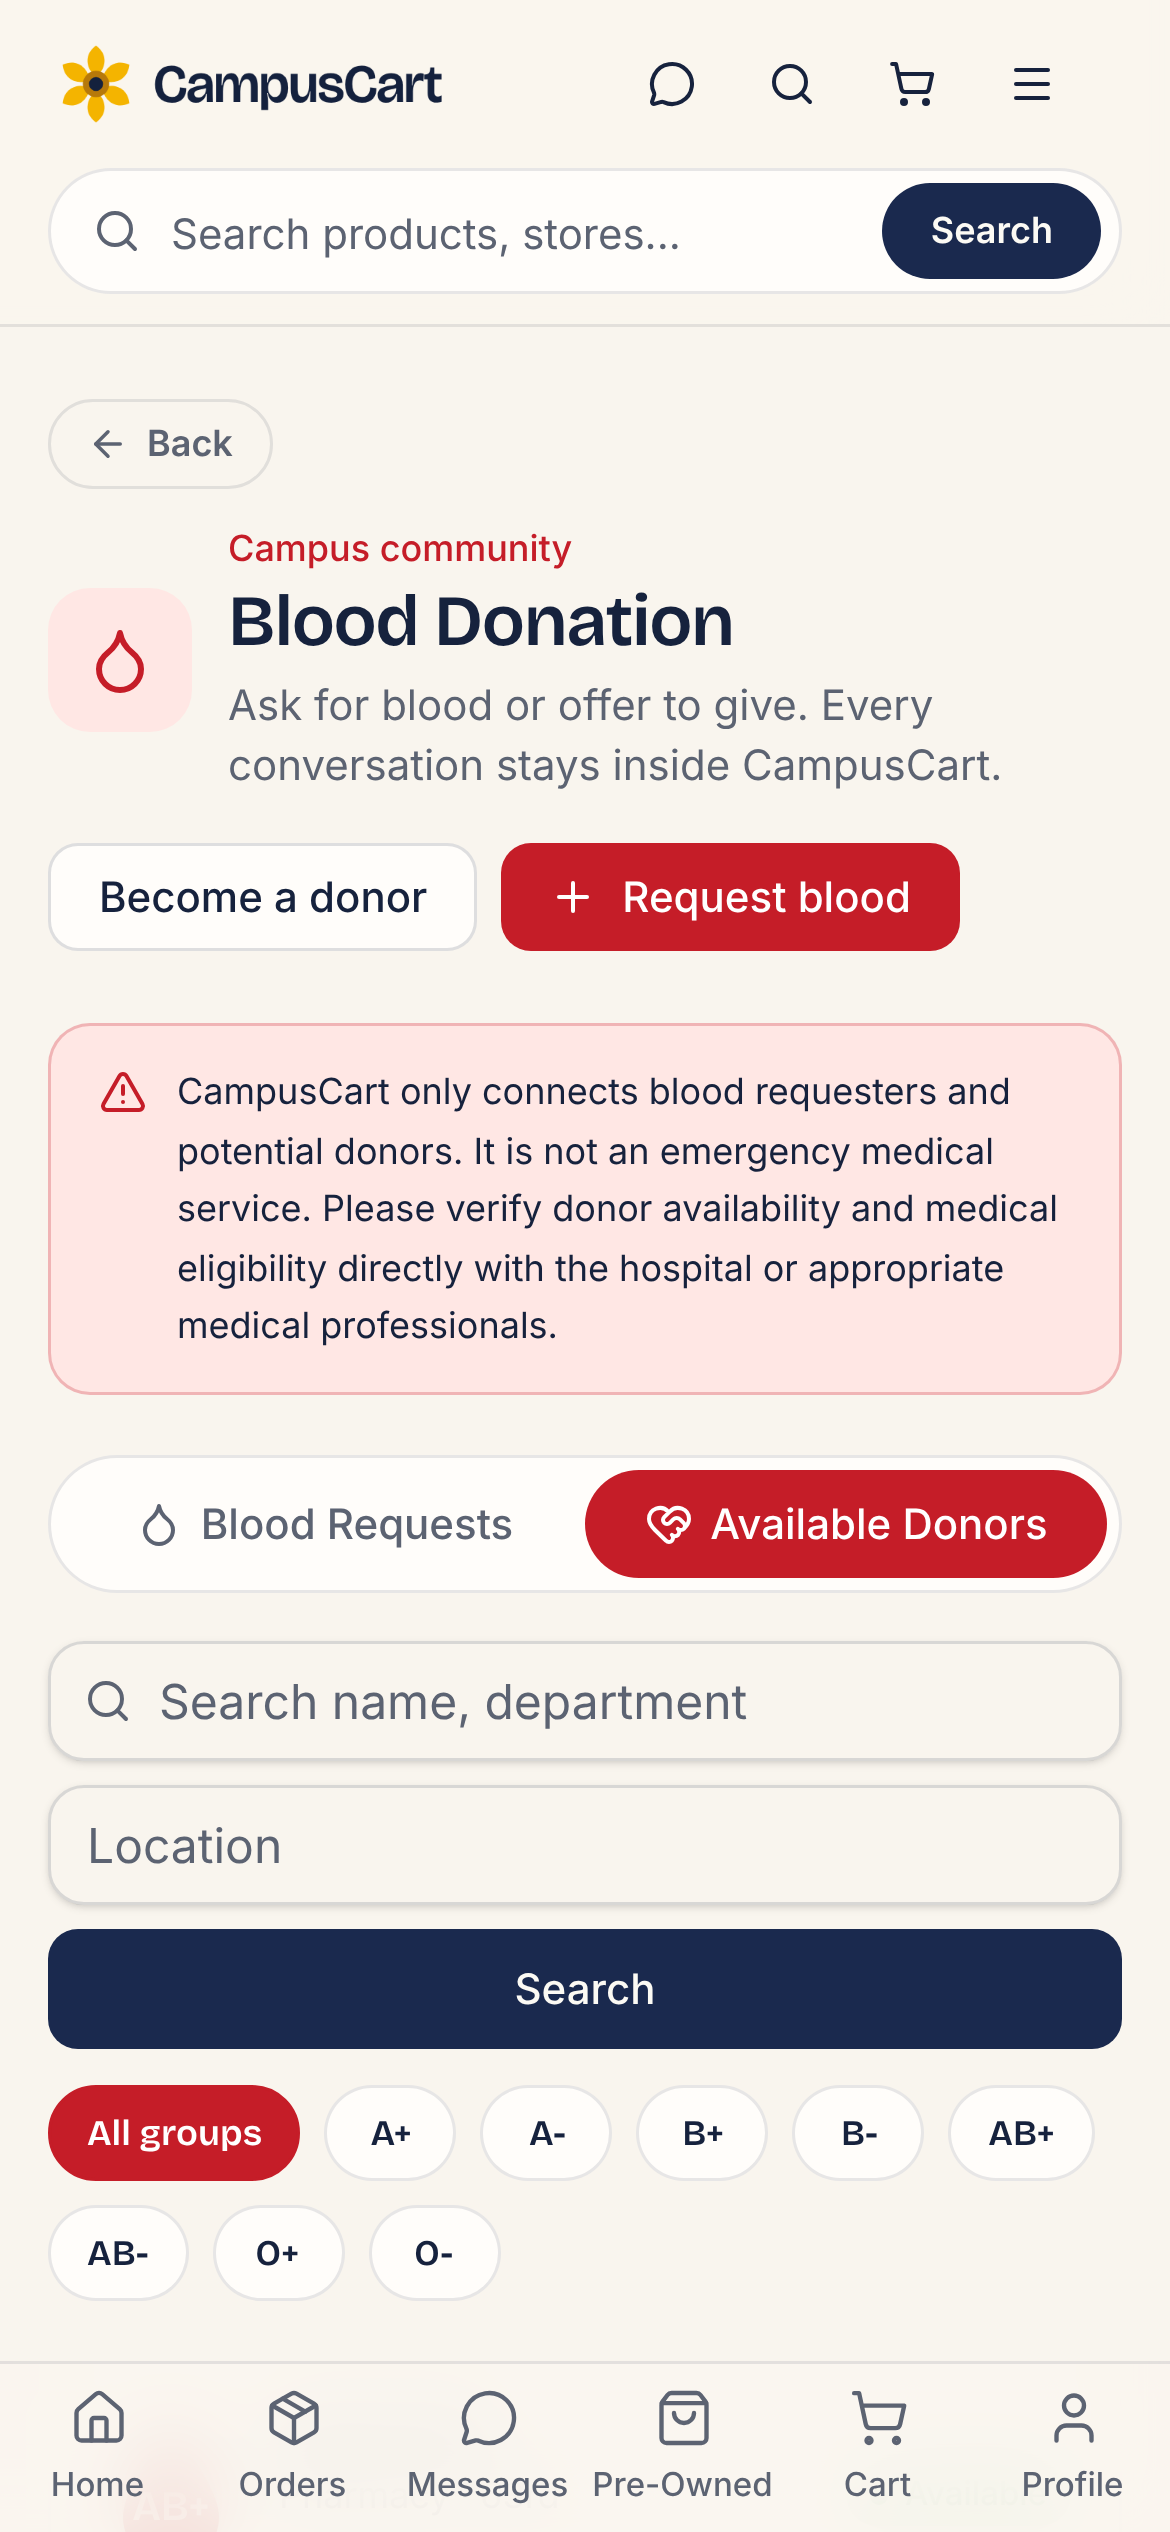 CampusCart
Search products, stores...
Search
Back
Campus community
Blood Donation
Ask for blood or offer to give. Every
conversation stays inside CampusCart.
Become a donor
Request blood
CampusCart only connects blood requesters and
potential donors. It is not an emergency medical
service. Please verify donor availability and medical
eligibility directly with the hospital or appropriate
medical professionals.
Blood Requests
Available Donors
Search name, department
Location
Search
All groups
A+
A-
B+
B-
AB+
AB-
O+
O-
Home
Orders
Messages
Pre-Owned
Cart
Profile
AB+